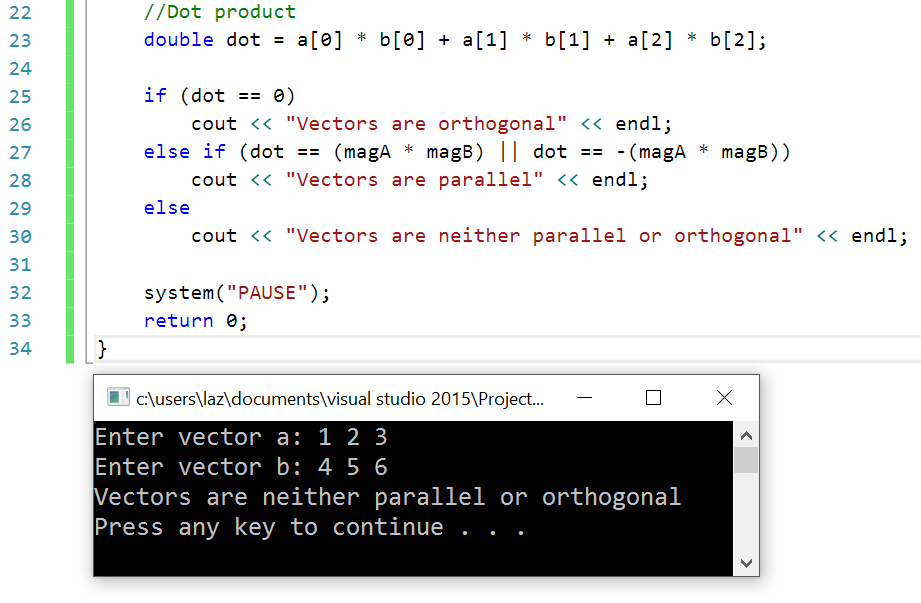 22 //Dot product
23 double dot = a[0] * b[0] + a[1] * b[1] + a[2] * b[2];
24
25 if (dot == 0)
26 cout << "Vectors are orthogonal" << endl;
27 else if (dot == (magA * magB) || dot == -(magA * magB))
28 cout << "Vectors are parallel" << endl;
29 else
30 cout << "Vectors are neither parallel or orthogonal" << endl;
31
32 system("PAUSE");
33 return 0;
34 }
c:\users\laz\documents\visual studio 2015\Project...
Enter vector a: 1 2 3
Enter vector b: 4 5 6
Vectors are neither parallel or orthogonal
Press any key to continue . . .